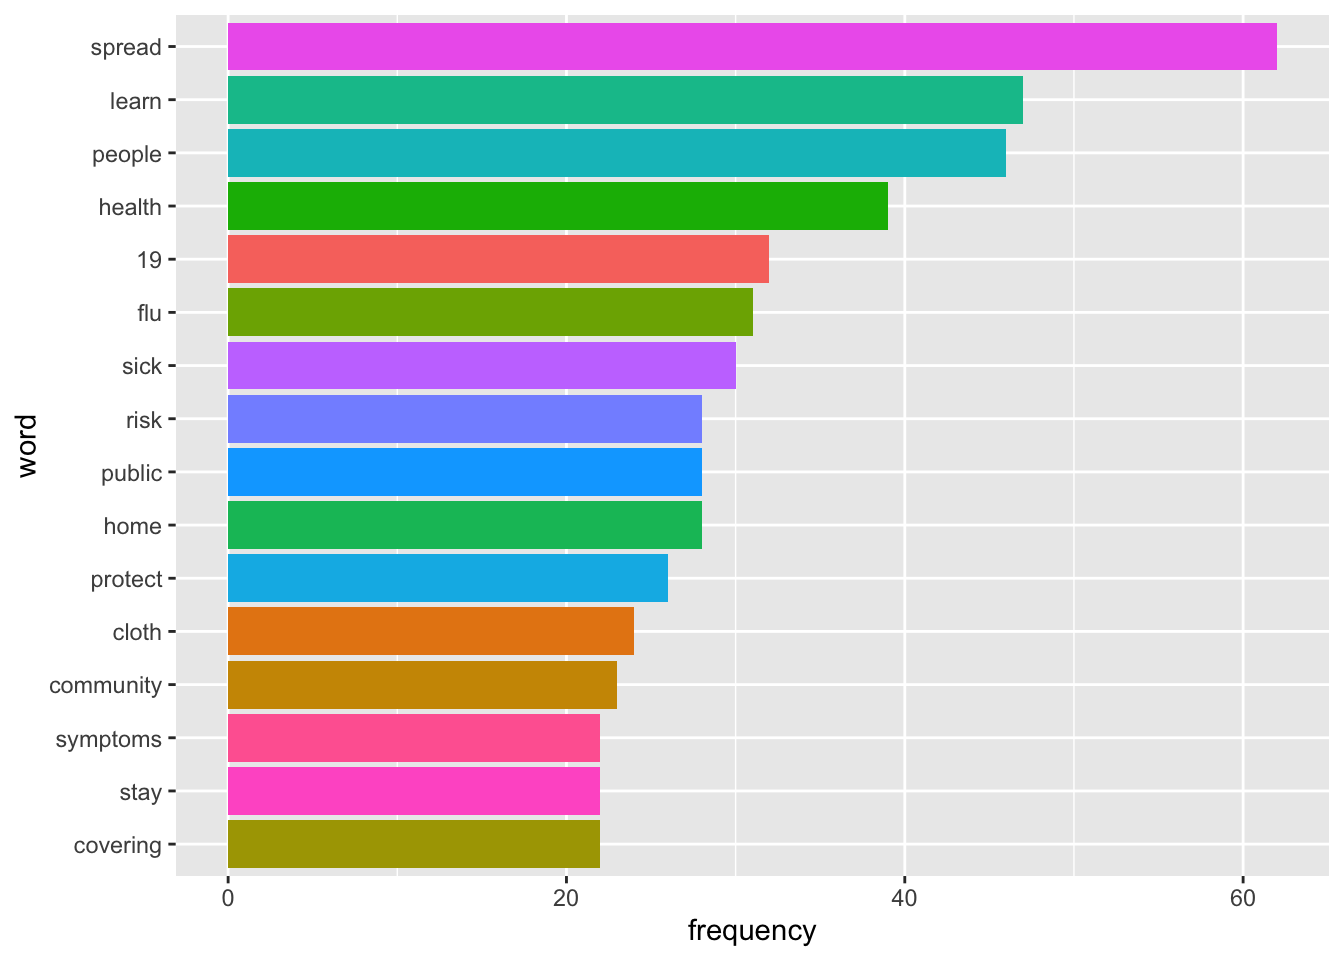 spread
learn
people
health
19
flu
sick
risk
public
home
protect
cloth
community
symptoms
stay
covering
word
0 20 40 60
frequency